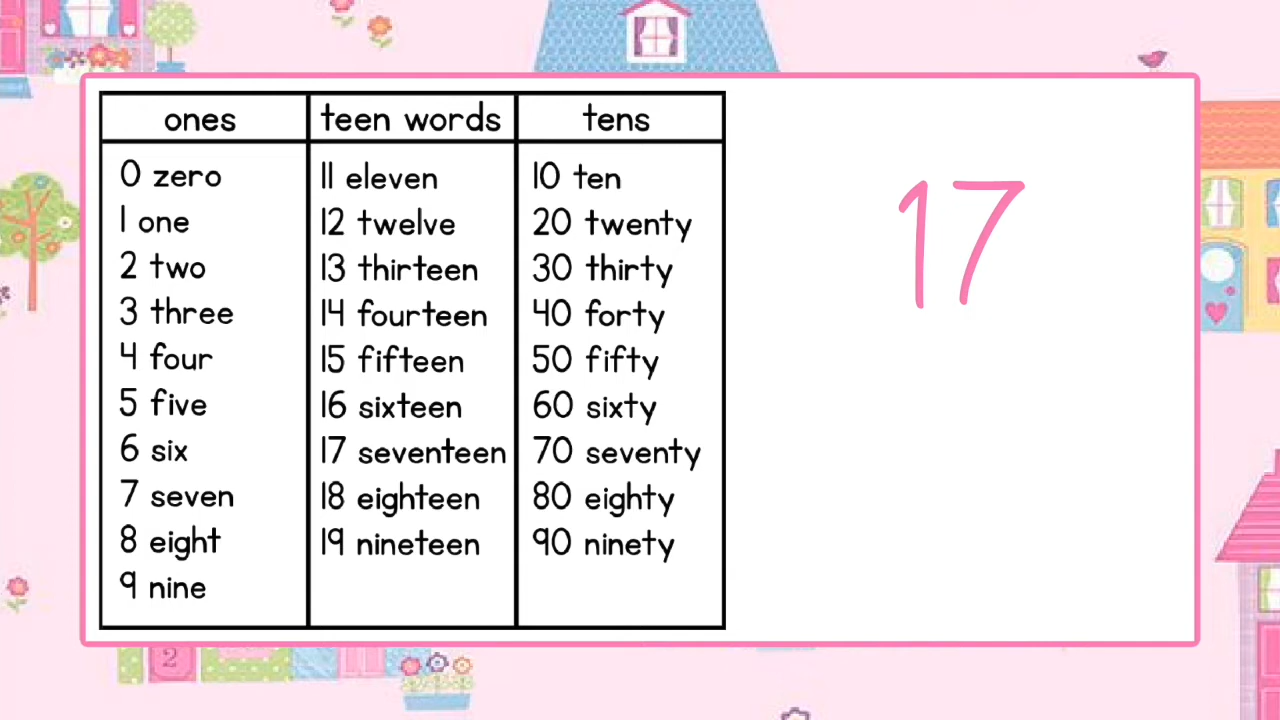 ones
teen words
tens
0 zero
1 one
2 two
3 three
4 four
5 five
6 six
7 seven
8 eight
9 nine
11 eleven
12 twelve
13 thirteen
14 fourteen
15 fifteen
16 sixteen
17 seventeen
18 eighteen
19 nineteen
10 ten
20 twenty
30 thirty
40 forty
50 fifty
60 sixty
70 seventy
80 eighty
90 ninety
17
2